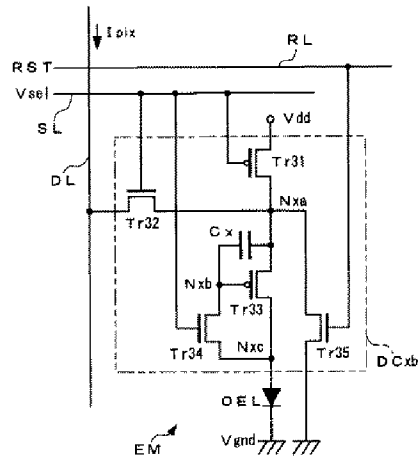 Ipix
RST
RL
Vsel
SL
Vdd
DL
Tr31
Nxa
Tr32
Cx
Nxb
Tr33
Nxc
Tr34
Tr35
DCxb
OEL
Vgnd
EM